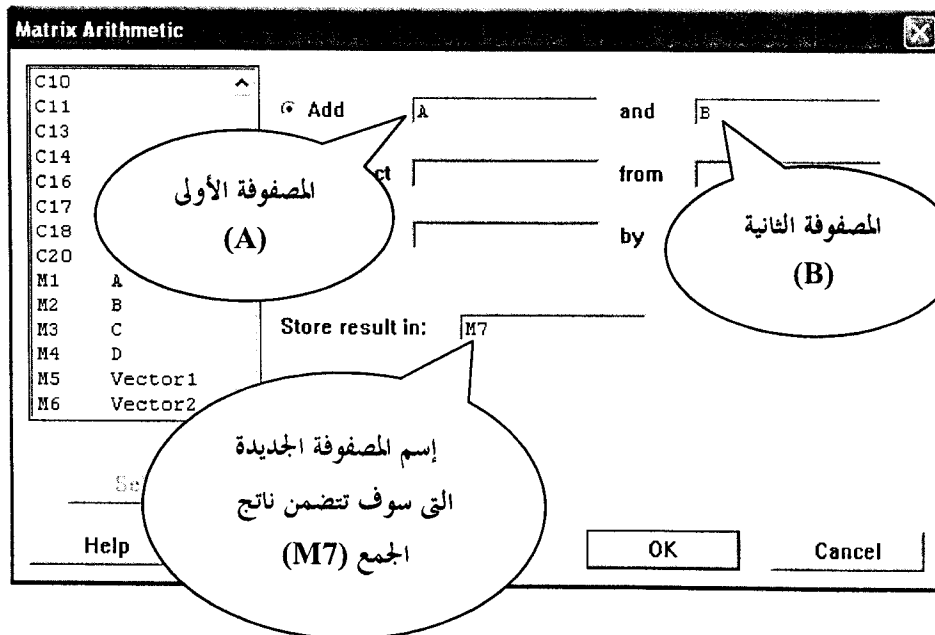 Matrix Arithmetic
C10
C11
C13
C14
C16
C17
C18
C20
M1 A
M2 B
M3 C
M4 D
M5 Vector1
M6 Vector2
Add A and B
ct from
by
Store result in: M7
المصفوفة الأولى
(A)
المصفوفة الثانية
(B)
إسم المصفوفة الجديدة
التى سوف تتضمن ناتج
الجمع (M7)
Se
Help OK Cancel